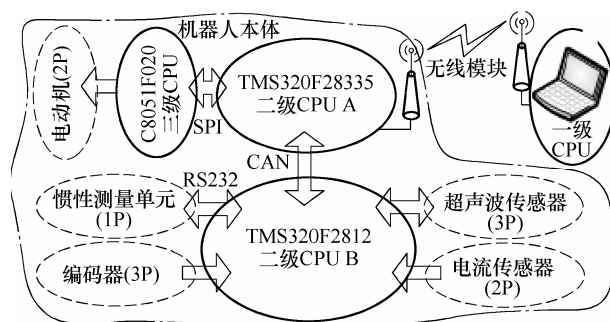 机器人本体
电动机(2P)
C8051F020
三级CPU
SPI
TMS320F28335
二级CPU A
无线模块
一级
CPU
CAN
RS232
惯性测量单元
(1P)
TMS320F2812
二级CPU B
超声波传感器
(3P)
编码器(3P)
电流传感器
(2P)